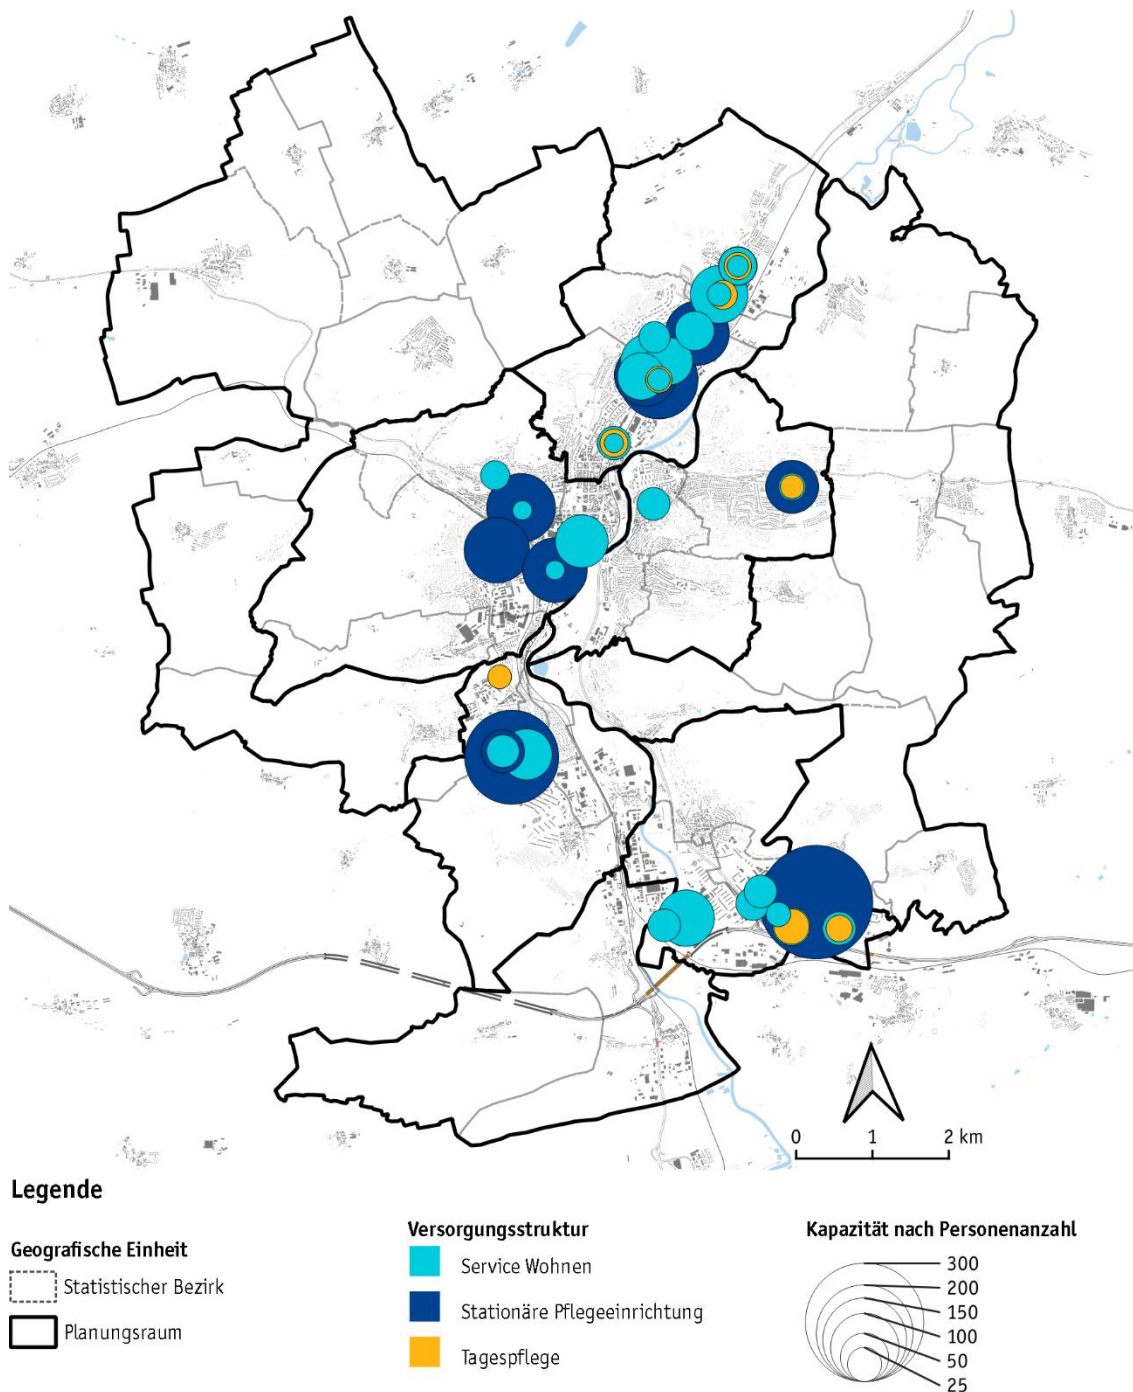 0 1 2 km
Legende
Geografische Einheit
Statistischer Bezirk
Planungsraum
Versorgungsstruktur
Service Wohnen
Stationäre Pflegeeinrichtung
Tagespflege
Kapazität nach Personenanzahl
300
200
150
100
50
25